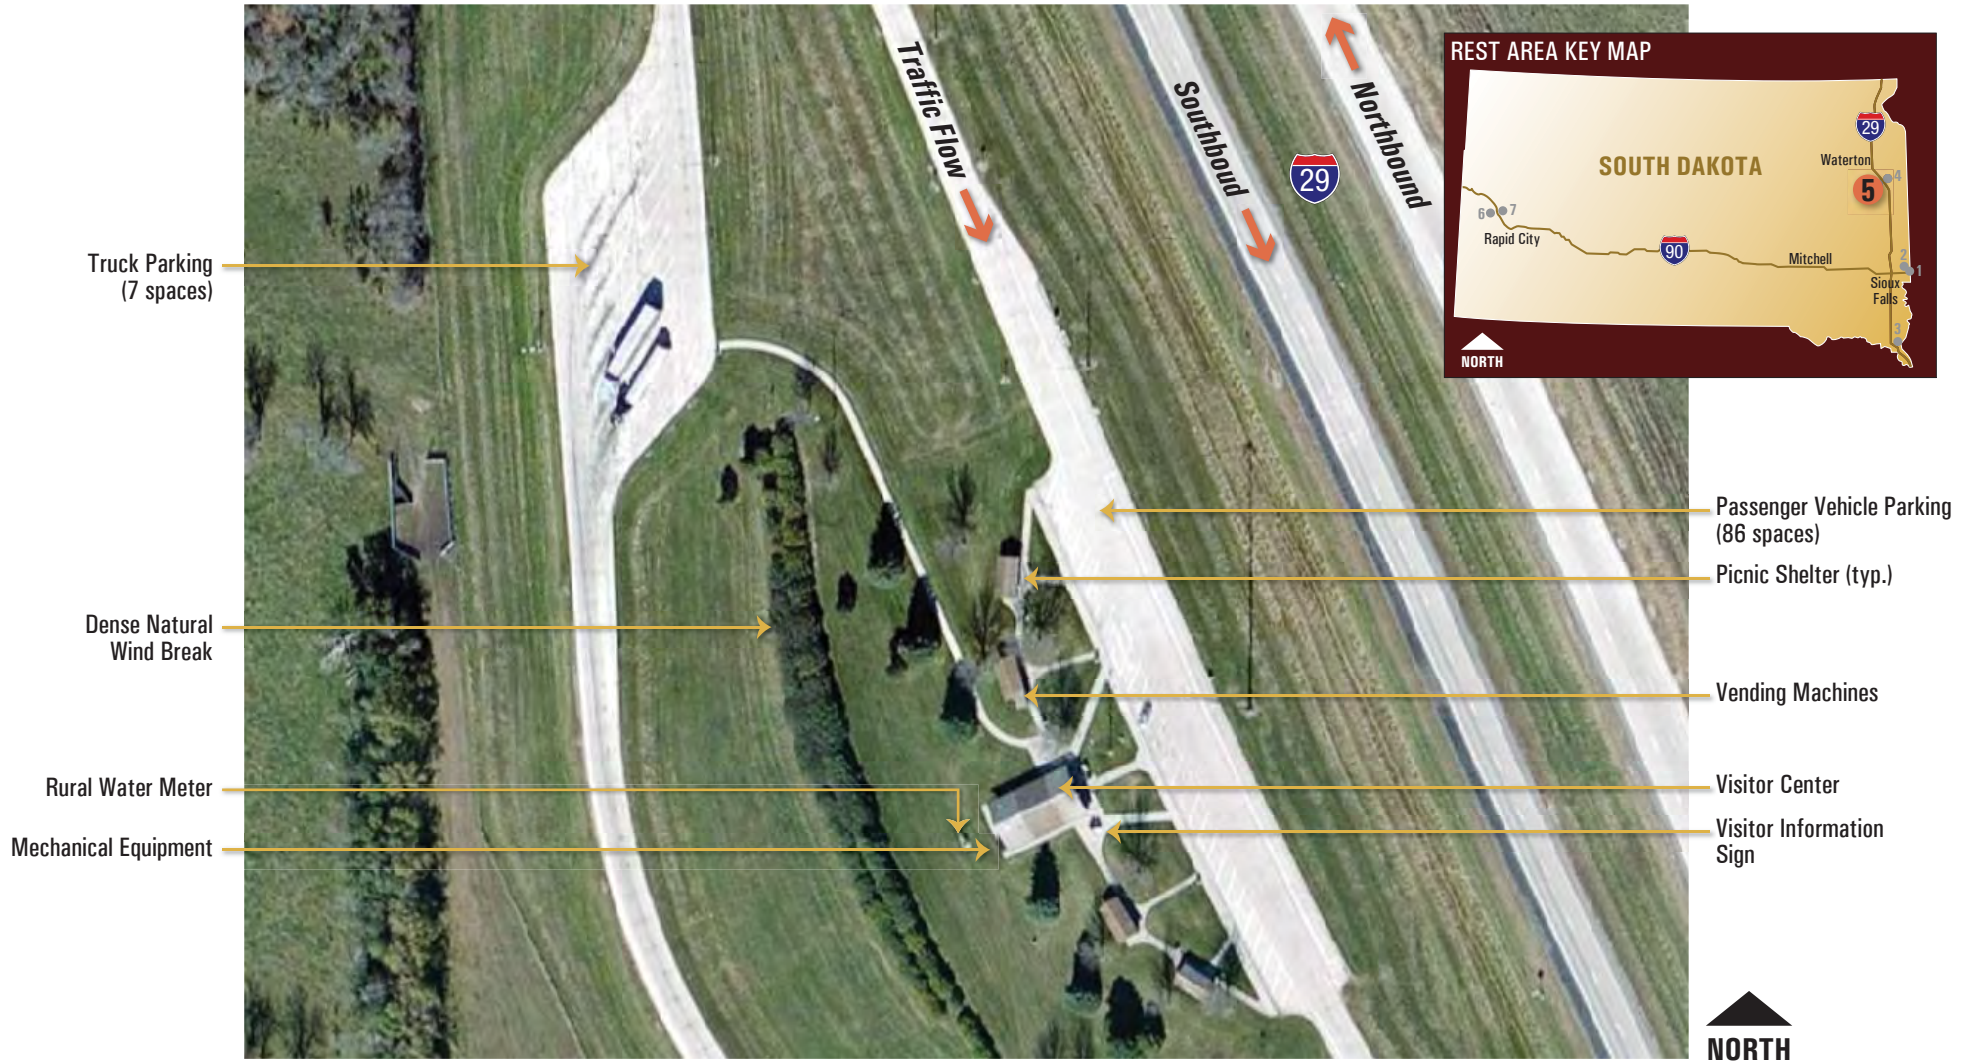 Traffic Flow
Southboud
Northbound
29
REST AREA KEY MAP
29
SOUTH DAKOTA
Waterton
4
5
6
7
Rapid City
90
Mitchell
2
1
Sioux
Falls
3
NORTH
Truck Parking
(7 spaces)
Dense Natural
Wind Break
Rural Water Meter
Mechanical Equipment
Passenger Vehicle Parking
(86 spaces)
Picnic Shelter (typ.)
Vending Machines
Visitor Center
Visitor Information
Sign
NORTH